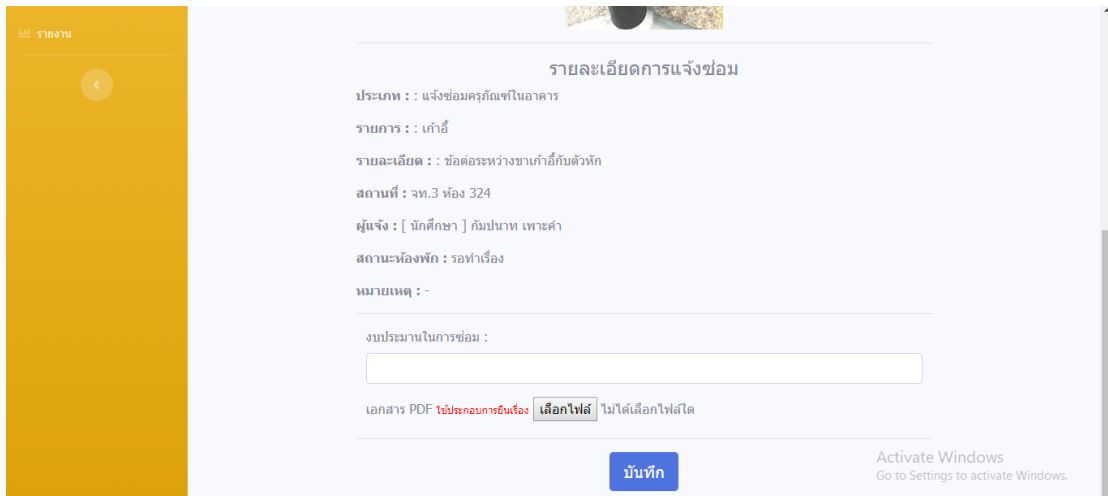 รายงาน
รายละเอียดการแจ้งซ่อม
ประเภท : : แจ้งซ่อมครุภัณฑ์ในอาคาร
รายการ : : เก้าอี้
รายละเอียด : : ข้อต่อระหว่างขาเก้าอี้กับตัวหัก
สถานที่ : จท.3 ห้อง 324
ผู้แจ้ง : [ นักศึกษา ] กัมปนาท เพาะคำ
สถานะห้องพัก : รอทำเรื่อง
หมายเหตุ : -
งบประมานในการซ่อม :
เอกสาร PDF ใช้ประกอบการยืนเรื่อง เลือกไฟล์ ไม่ได้เลือกไฟล์ใด
บันทึก
Activate Windows
Go to Settings to activate Windows.